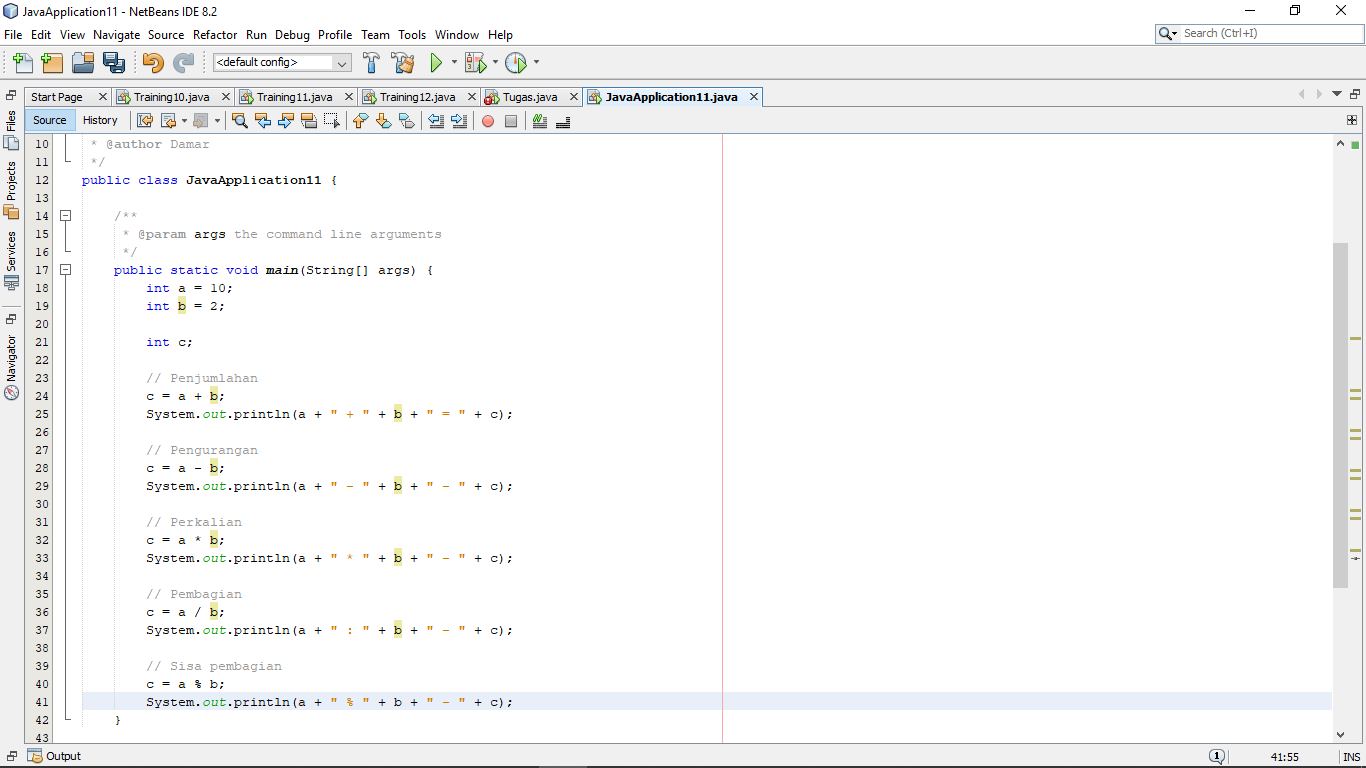 JavaApplication11 - NetBeans IDE 8.2
File Edit View Navigate Source Refactor Run Debug Profile Team Tools Window Help
Search (Ctrl+I)
<default config>
Start Page Training10.java Training11.java Training12.java Tugas.java JavaApplication11.java
Source History
Files
Projects
Services
Navigator
10 * @author Damar
11 */
12 public class JavaApplication11 {
13
14 /**
15 * @param args the command line arguments
16 */
17 public static void main(String[] args) {
18 int a = 10;
19 int b = 2;
20
21 int c;
22
23 // Penjumlahan
24 c = a + b;
25 System.out.println(a + " + " + b + " = " + c);
26
27 // Pengurangan
28 c = a - b;
29 System.out.println(a + " - " + b + " - " + c);
30
31 // Perkalian
32 c = a * b;
33 System.out.println(a + " * " + b + " - " + c);
34
35 // Pembagian
36 c = a / b;
37 System.out.println(a + " : " + b + " - " + c);
38
39 // Sisa pembagian
40 c = a % b;
41 System.out.println(a + " % " + b + " - " + c);
42 }
43
Output
1 41:55 INS